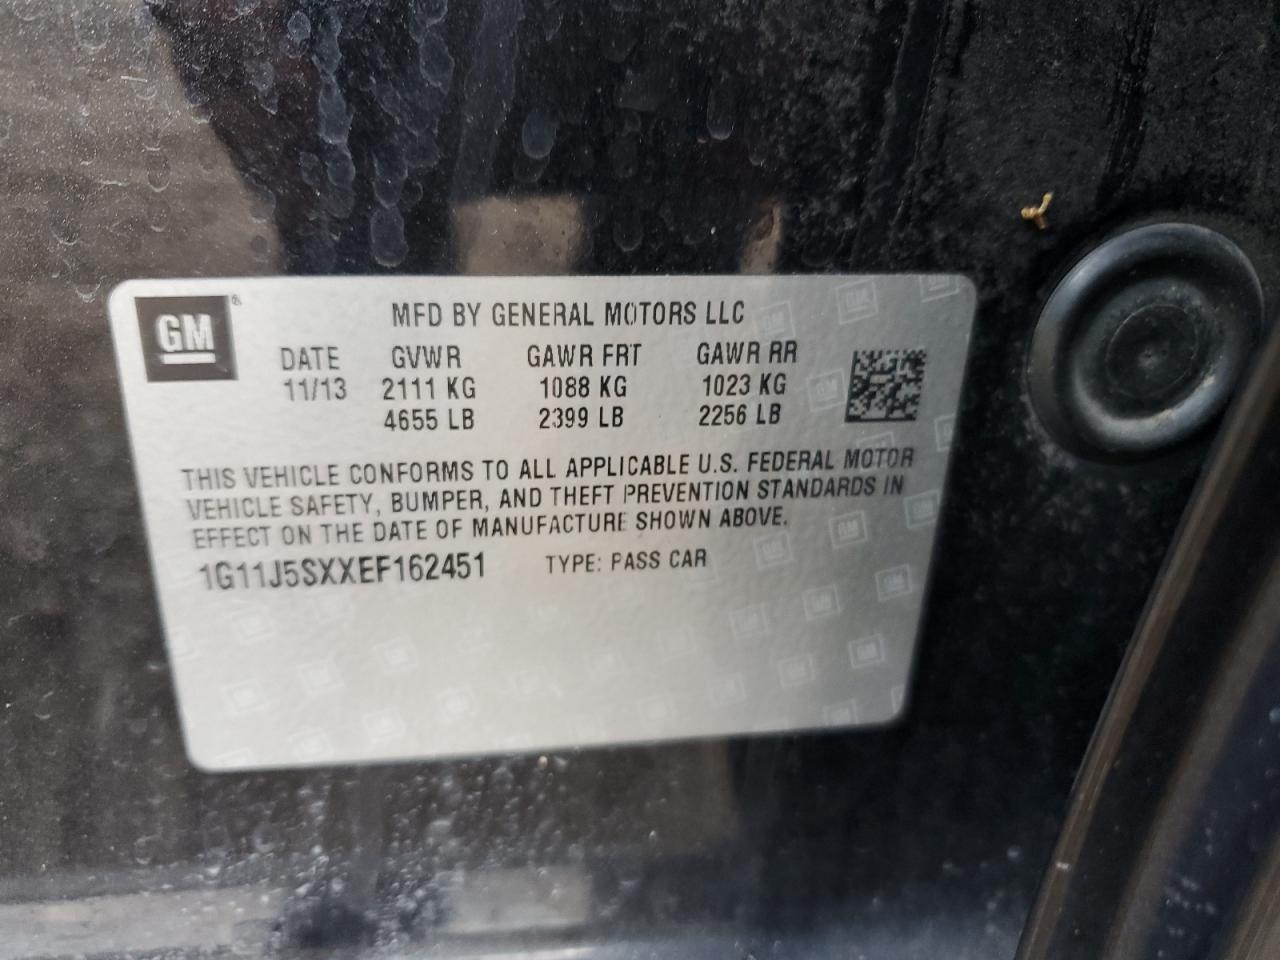 GM ®
MFD BY GENERAL MOTORS LLC
DATE GVWR GAWR FRT GAWR RR
11/13 2111 KG 1088 KG 1023 KG
4655 LB 2399 LB 2256 LB
THIS VEHICLE CONFORMS TO ALL APPLICABLE U.S. FEDERAL MOTOR
VEHICLE SAFETY, BUMPER, AND THEFT PREVENTION STANDARDS IN
EFFECT ON THE DATE OF MANUFACTURE SHOWN ABOVE.
1G11J5SXXEF162451 TYPE: PASS CAR